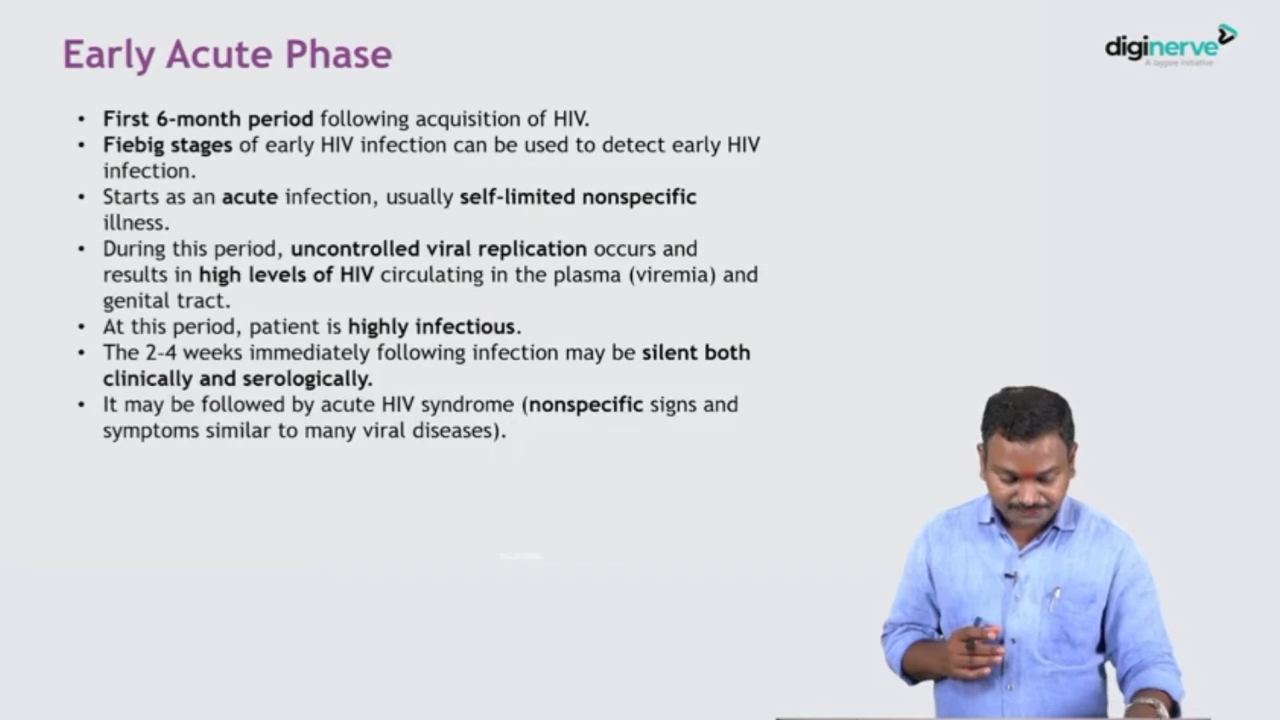 Early Acute Phase
diginerve
A Jaypee Initiative
• First 6-month period following acquisition of HIV.
• Fiebig stages of early HIV infection can be used to detect early HIV
infection.
• Starts as an acute infection, usually self-limited nonspecific
illness.
• During this period, uncontrolled viral replication occurs and
results in high levels of HIV circulating in the plasma (viremia) and
genital tract.
• At this period, patient is highly infectious.
• The 2-4 weeks immediately following infection may be silent both
clinically and serologically.
• It may be followed by acute HIV syndrome (nonspecific signs and
symptoms similar to many viral diseases).